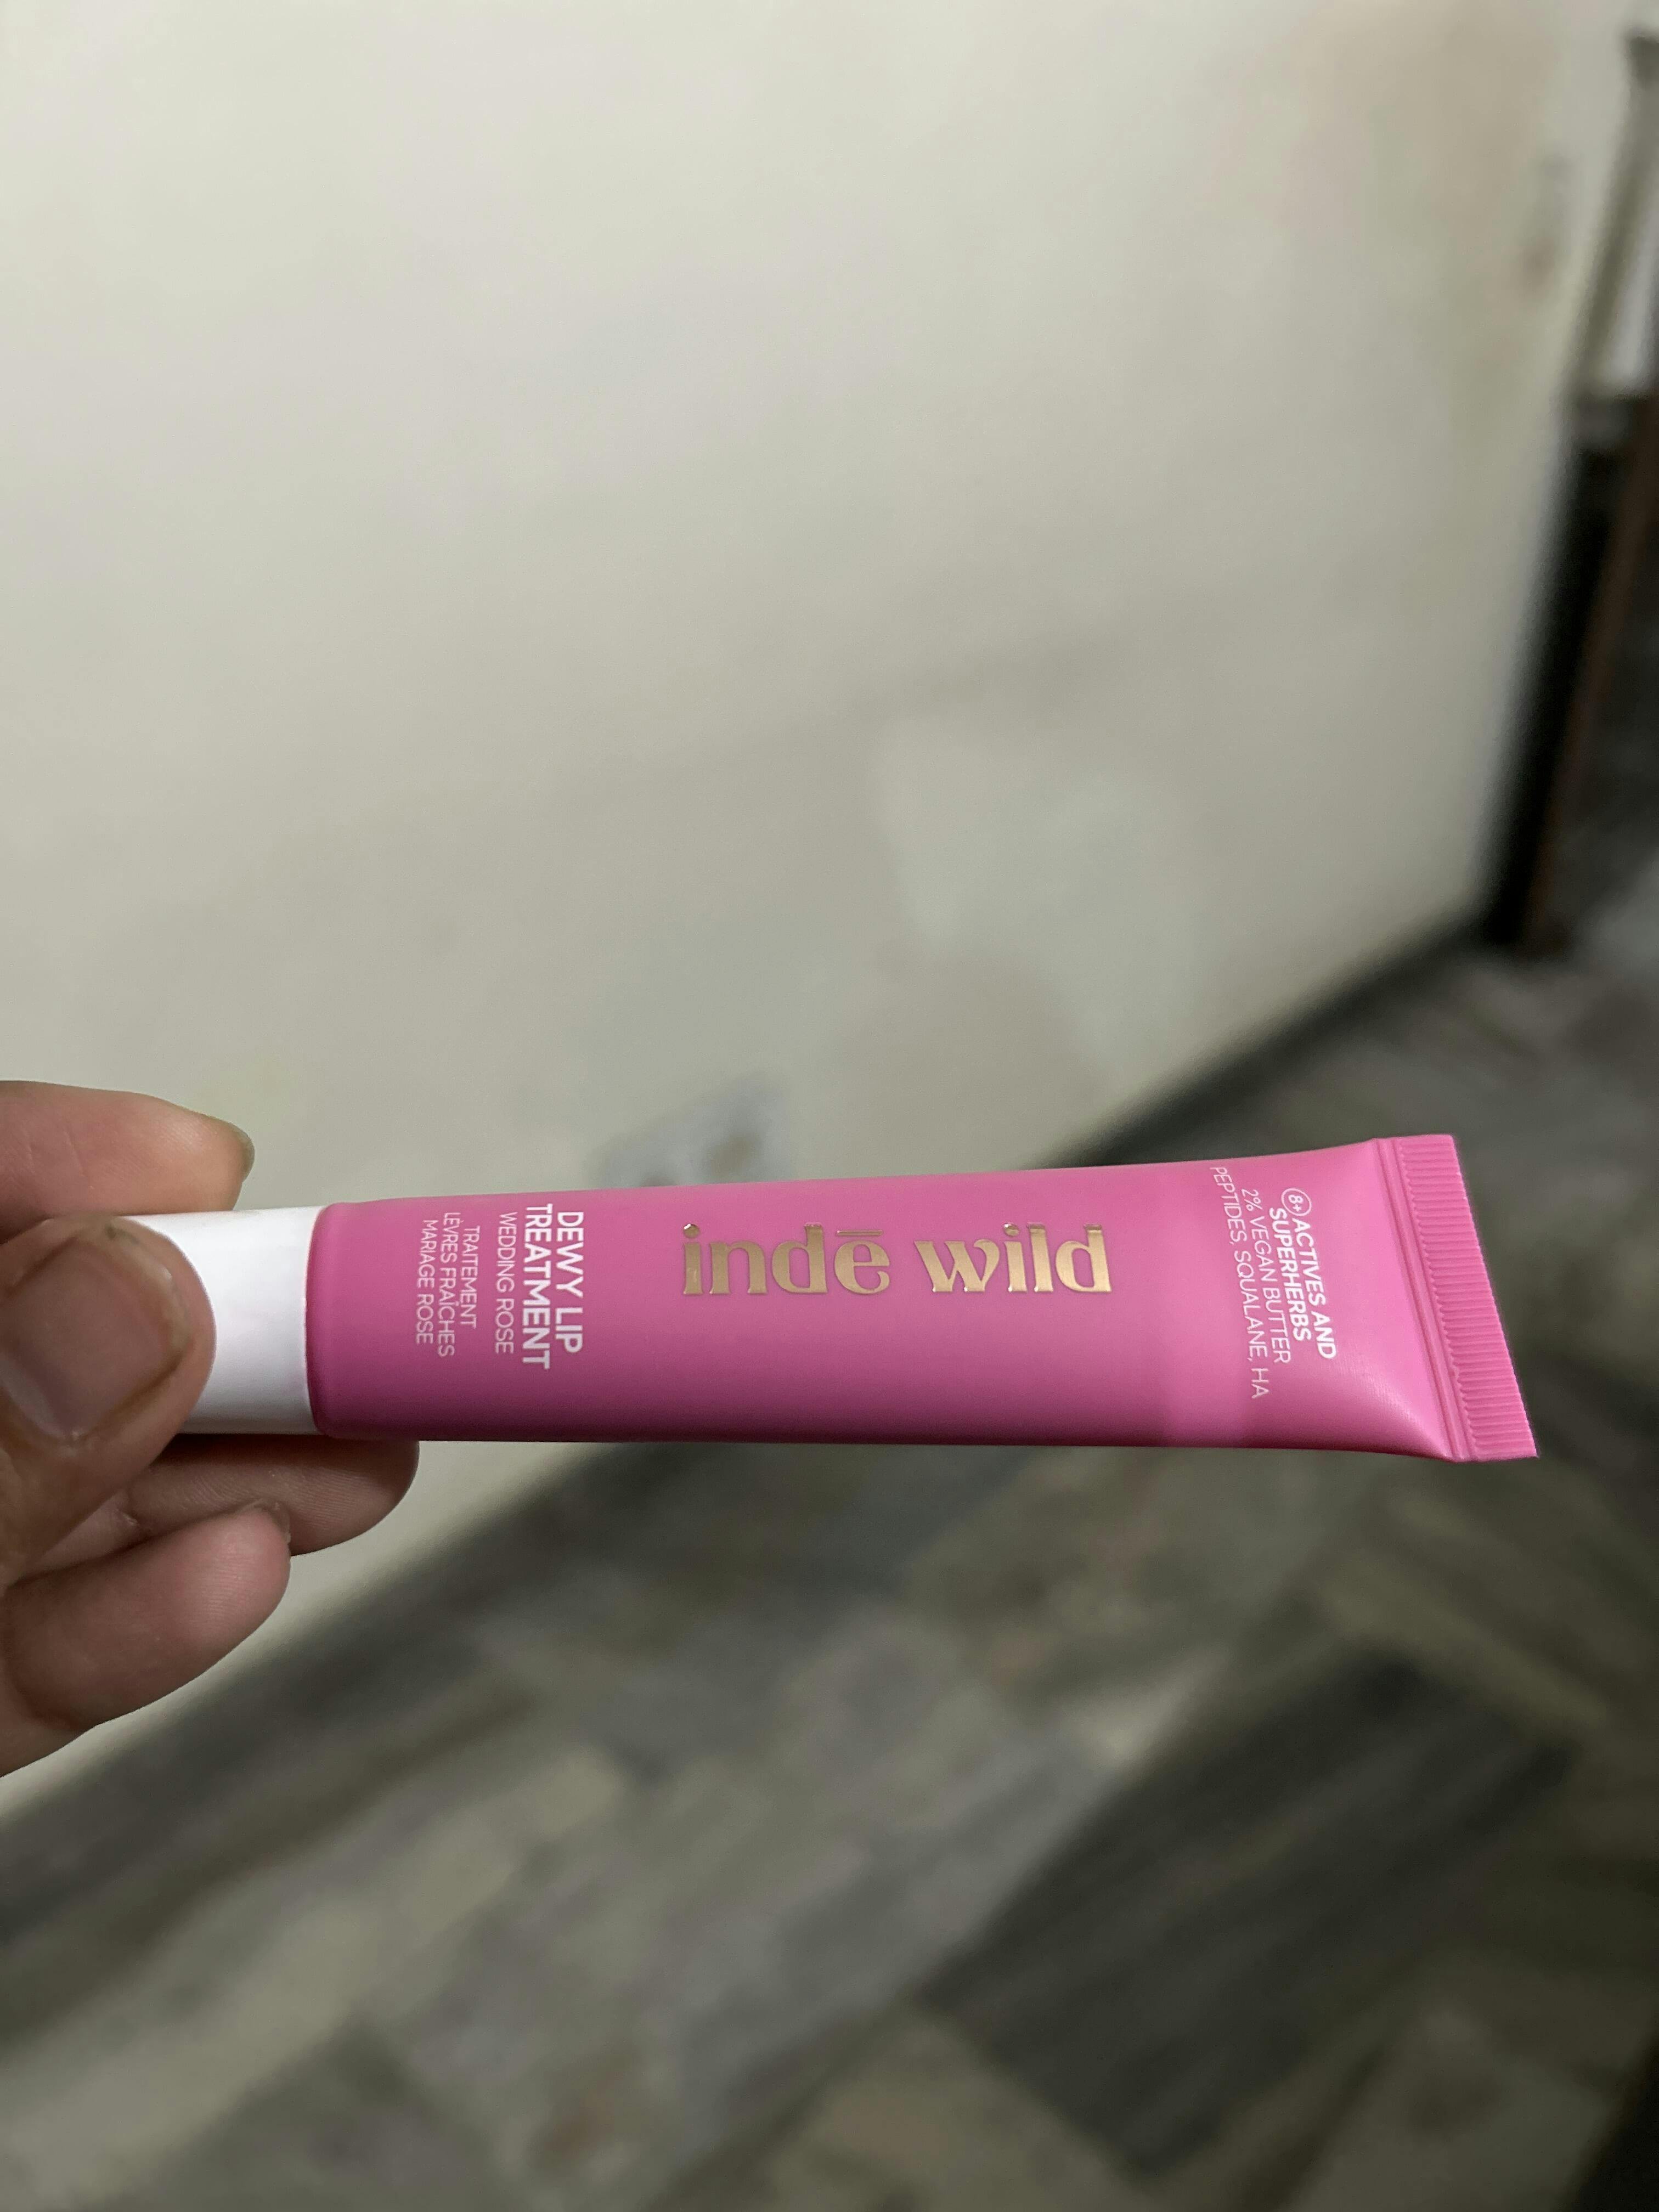 8+ ACTIVES AND
SUPERHERBS
2% VEGAN BUTTER
PEPTIDES, SQUALANE, HA
indē wild
DEWY LIP
TREATMENT
WEDDING ROSE
TRAITEMENT
LÈVRES FRAÎCHES
MARIAGE ROSE